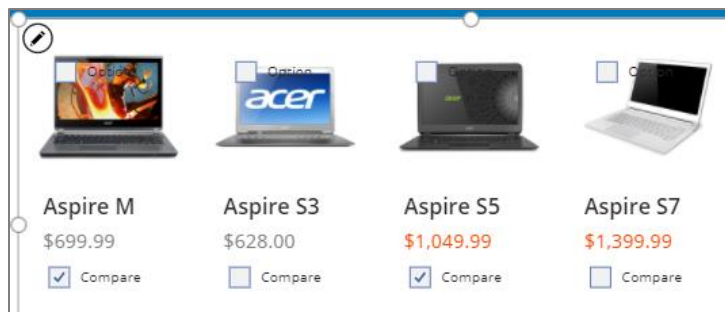 Option Option Option Option
acer
acer
Aspire M Aspire S3 Aspire S5 Aspire S7
$699.99 $628.00 $1,049.99 $1,399.99
Compare Compare Compare Compare